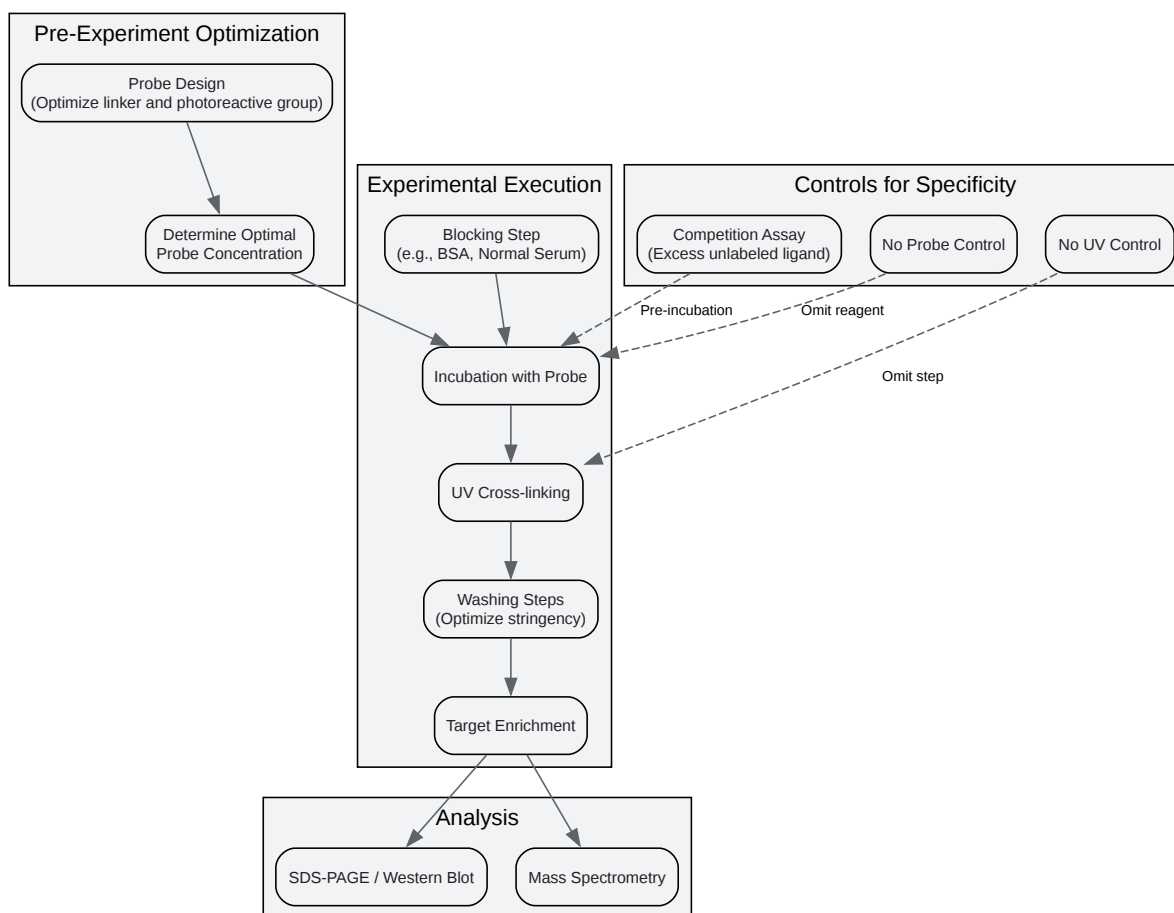 Pre-Experiment Optimization
Probe Design
(Optimize linker and photoreactive group)
Determine Optimal
Probe Concentration
Experimental Execution
Blocking Step
(e.g., BSA, Normal Serum)
Controls for Specificity
Competition Assay
(Excess unlabeled ligand)
No Probe Control
No UV Control
Pre-incubation
Omit reagent
Omit step
Incubation with Probe
UV Cross-linking
Washing Steps
(Optimize stringency)
Target Enrichment
Analysis
SDS-PAGE / Western Blot
Mass Spectrometry